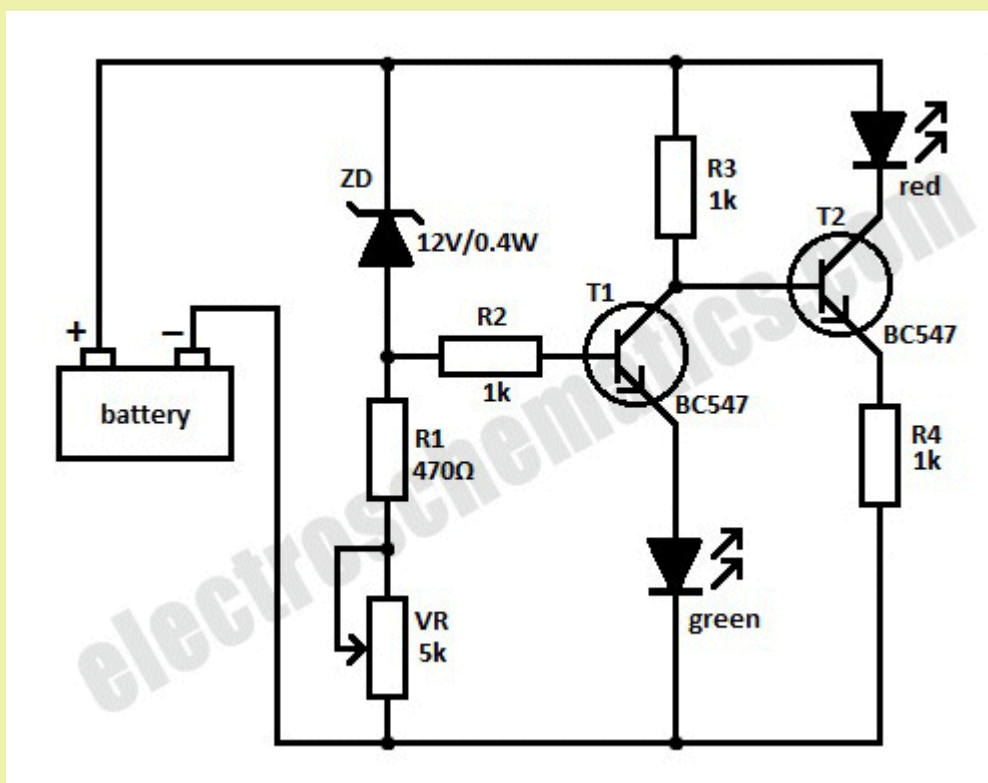 ZD
12V/0.4W
R3
1k
red
T2
BC547
+
−
battery
R2
1k
T1
BC547
R1
470Ω
R4
1k
VR
5k
green
electroschematics.com